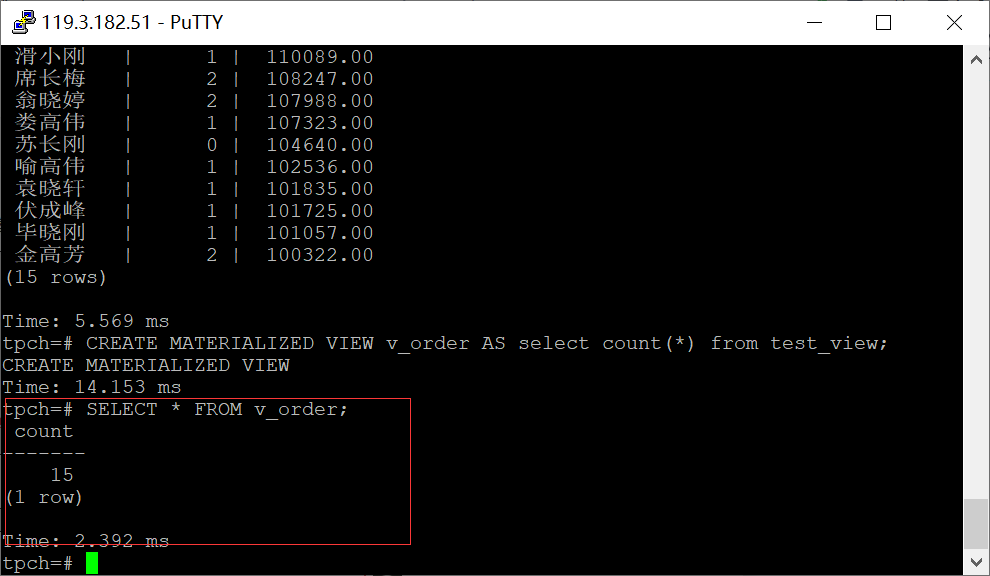 119.3.182.51 - PuTTY
滑小刚 | 1 | 110089.00
席长梅 | 2 | 108247.00
翁晓婷 | 2 | 107988.00
娄高伟 | 1 | 107323.00
苏长刚 | 0 | 104640.00
喻高伟 | 1 | 102536.00
袁晓轩 | 1 | 101835.00
伏成峰 | 1 | 101725.00
毕晓刚 | 1 | 101057.00
金高芳 | 2 | 100322.00
(15 rows)
Time: 5.569 ms
tpch=# CREATE MATERIALIZED VIEW v_order AS select count(*) from test_view;
CREATE MATERIALIZED VIEW
Time: 14.153 ms
tpch=# SELECT * FROM v_order;
count
-------
15
(1 row)
Time: 2.392 ms
tpch=#